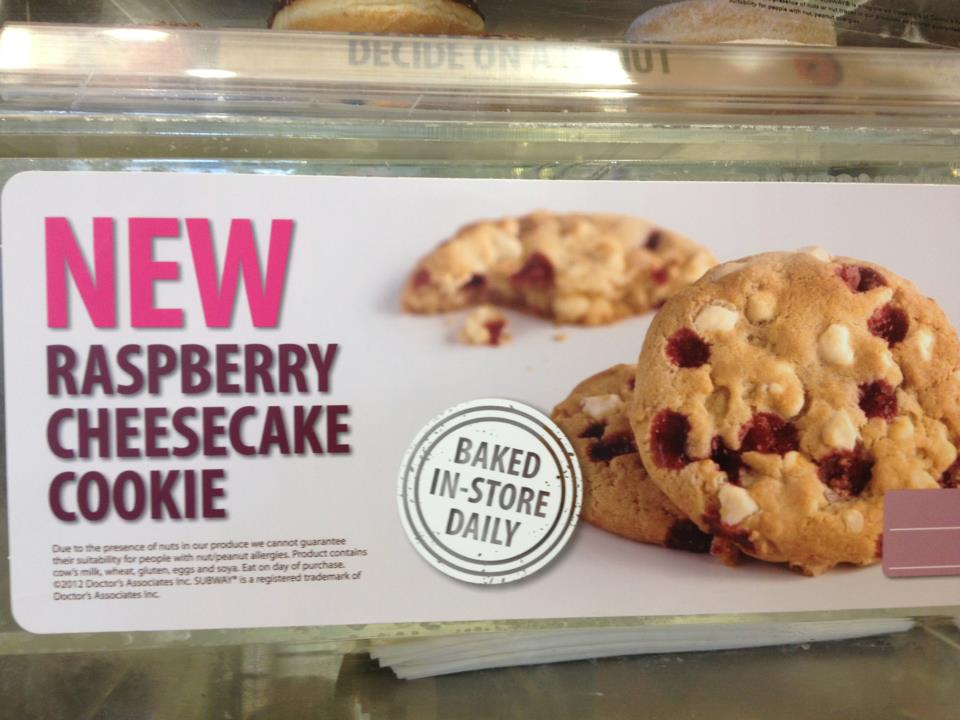 DECIDE ON A
NEW
RASPBERRY
CHEESECAKE
COOKIE
BAKED
IN-STORE
DAILY
Due to the presence of nuts in our produce we cannot guarantee
their suitability for people with nut/peanut allergies. Product contains
cow's milk, wheat, gluten, eggs and soya. Eat on day of purchase.
©2012 Doctor's Associates Inc. SUBWAY® is a registered trademark of
Doctor's Associates Inc.